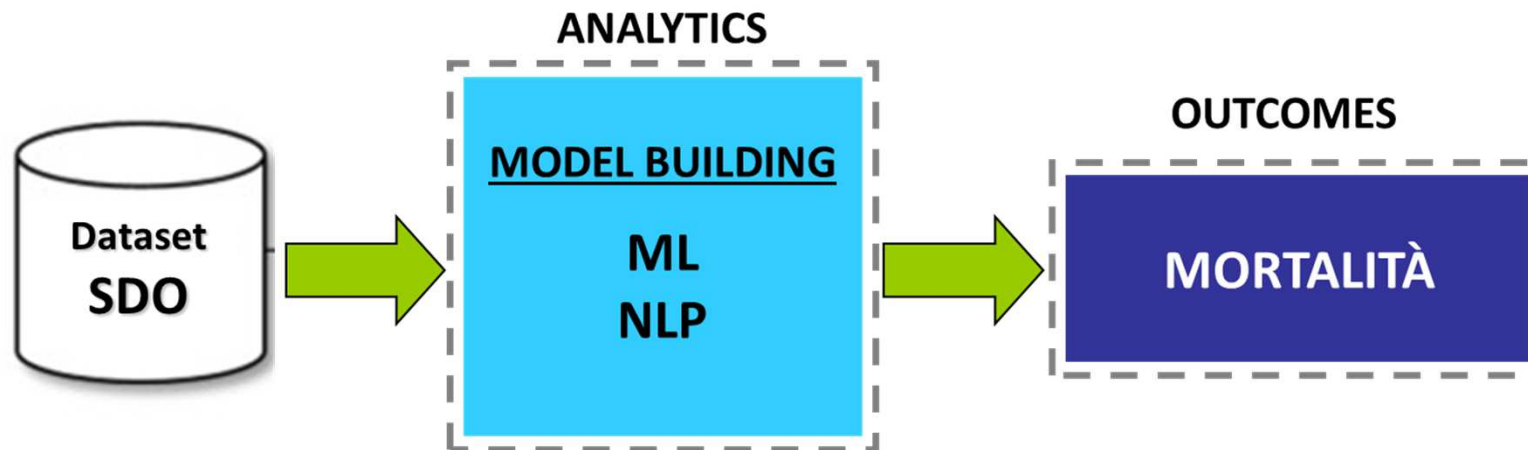 ANALYTICS
OUTCOMES
MODEL BUILDING
Dataset
SDO
ML
NLP
MORTALITÀ